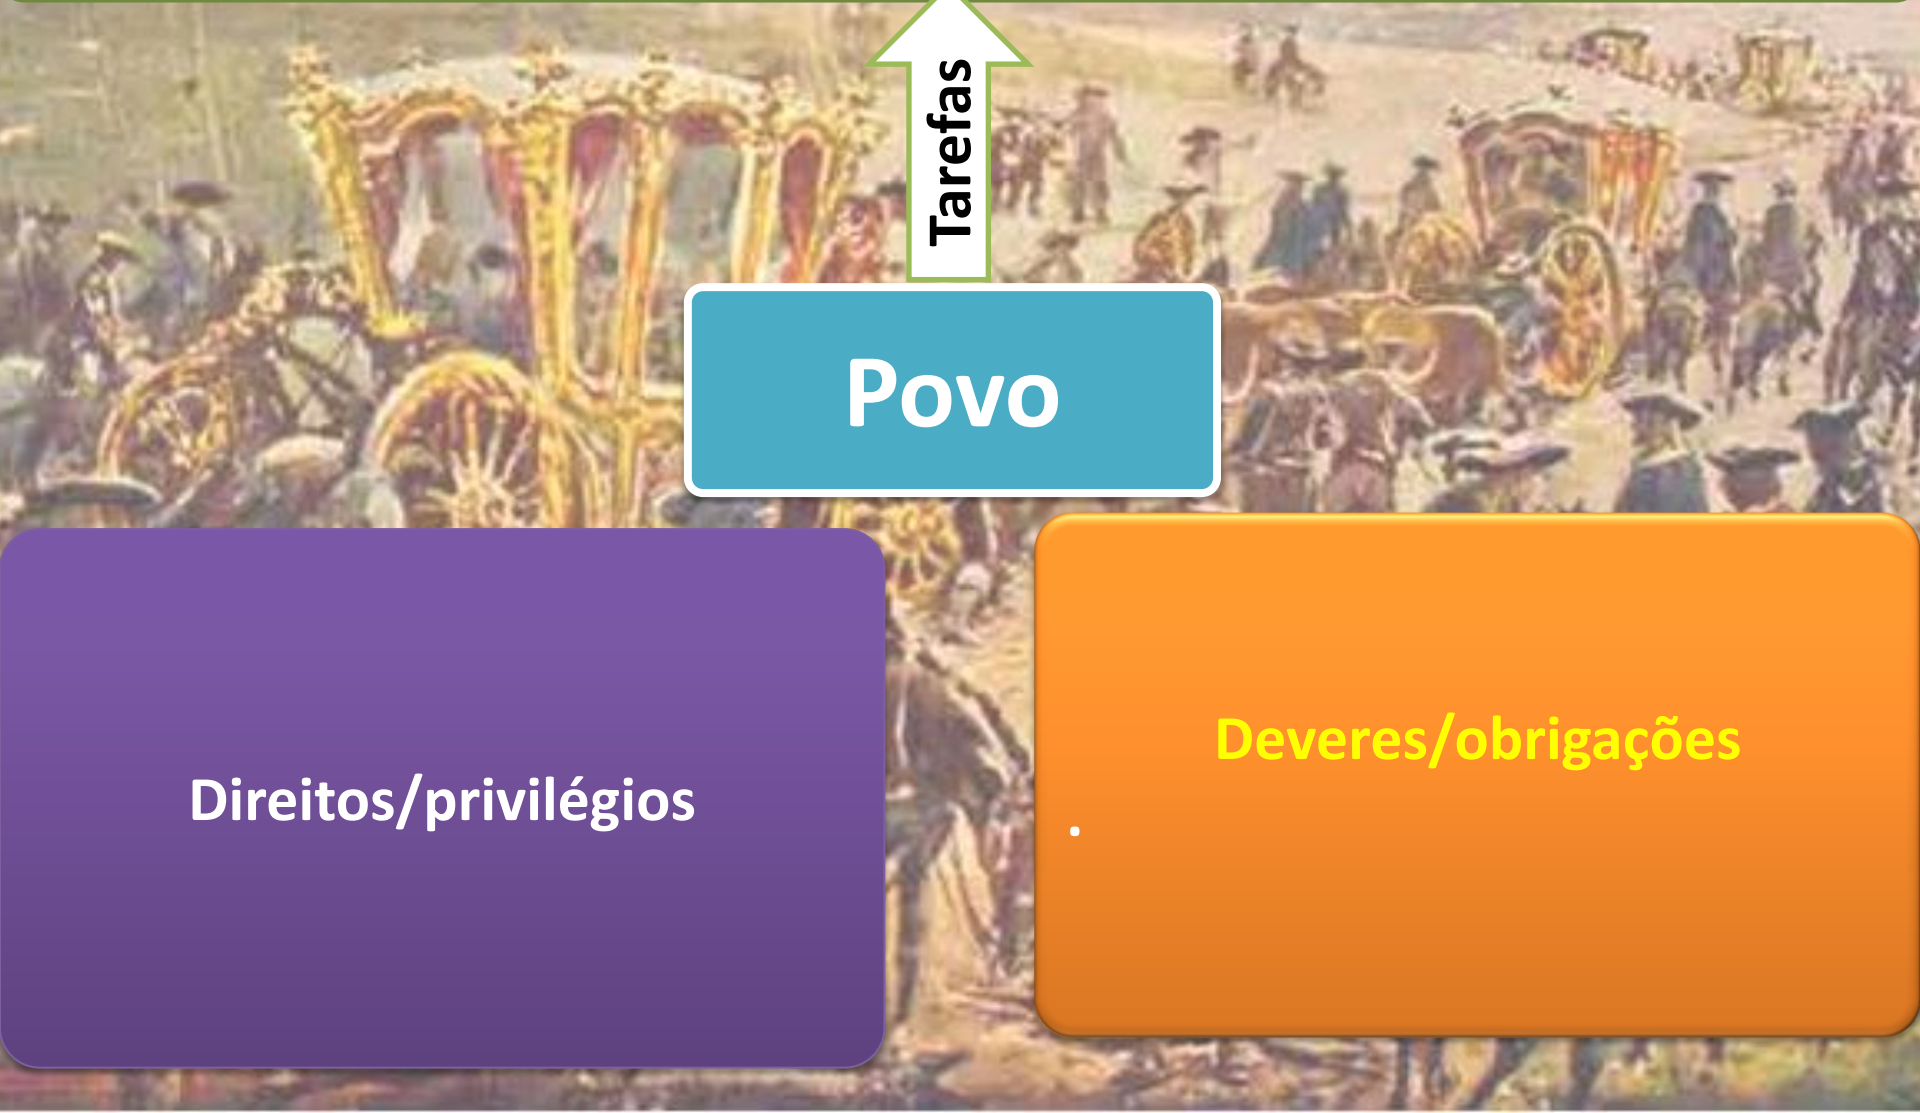 Tarefas
Povo
Direitos/privilégios
Deveres/obrigações
.